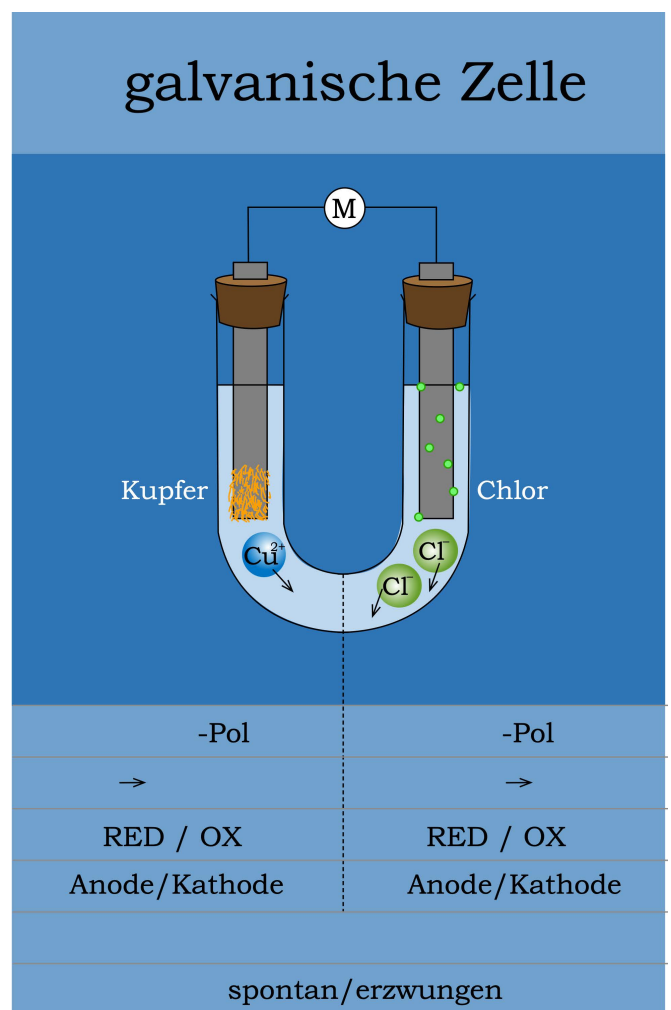 galvanische Zelle
M
Kupfer
Chlor
Cu²⁺
Cl⁻
Cl⁻
-Pol -Pol
→ →
RED / OX RED / OX
Anode/Kathode Anode/Kathode
spontan/erzwungen